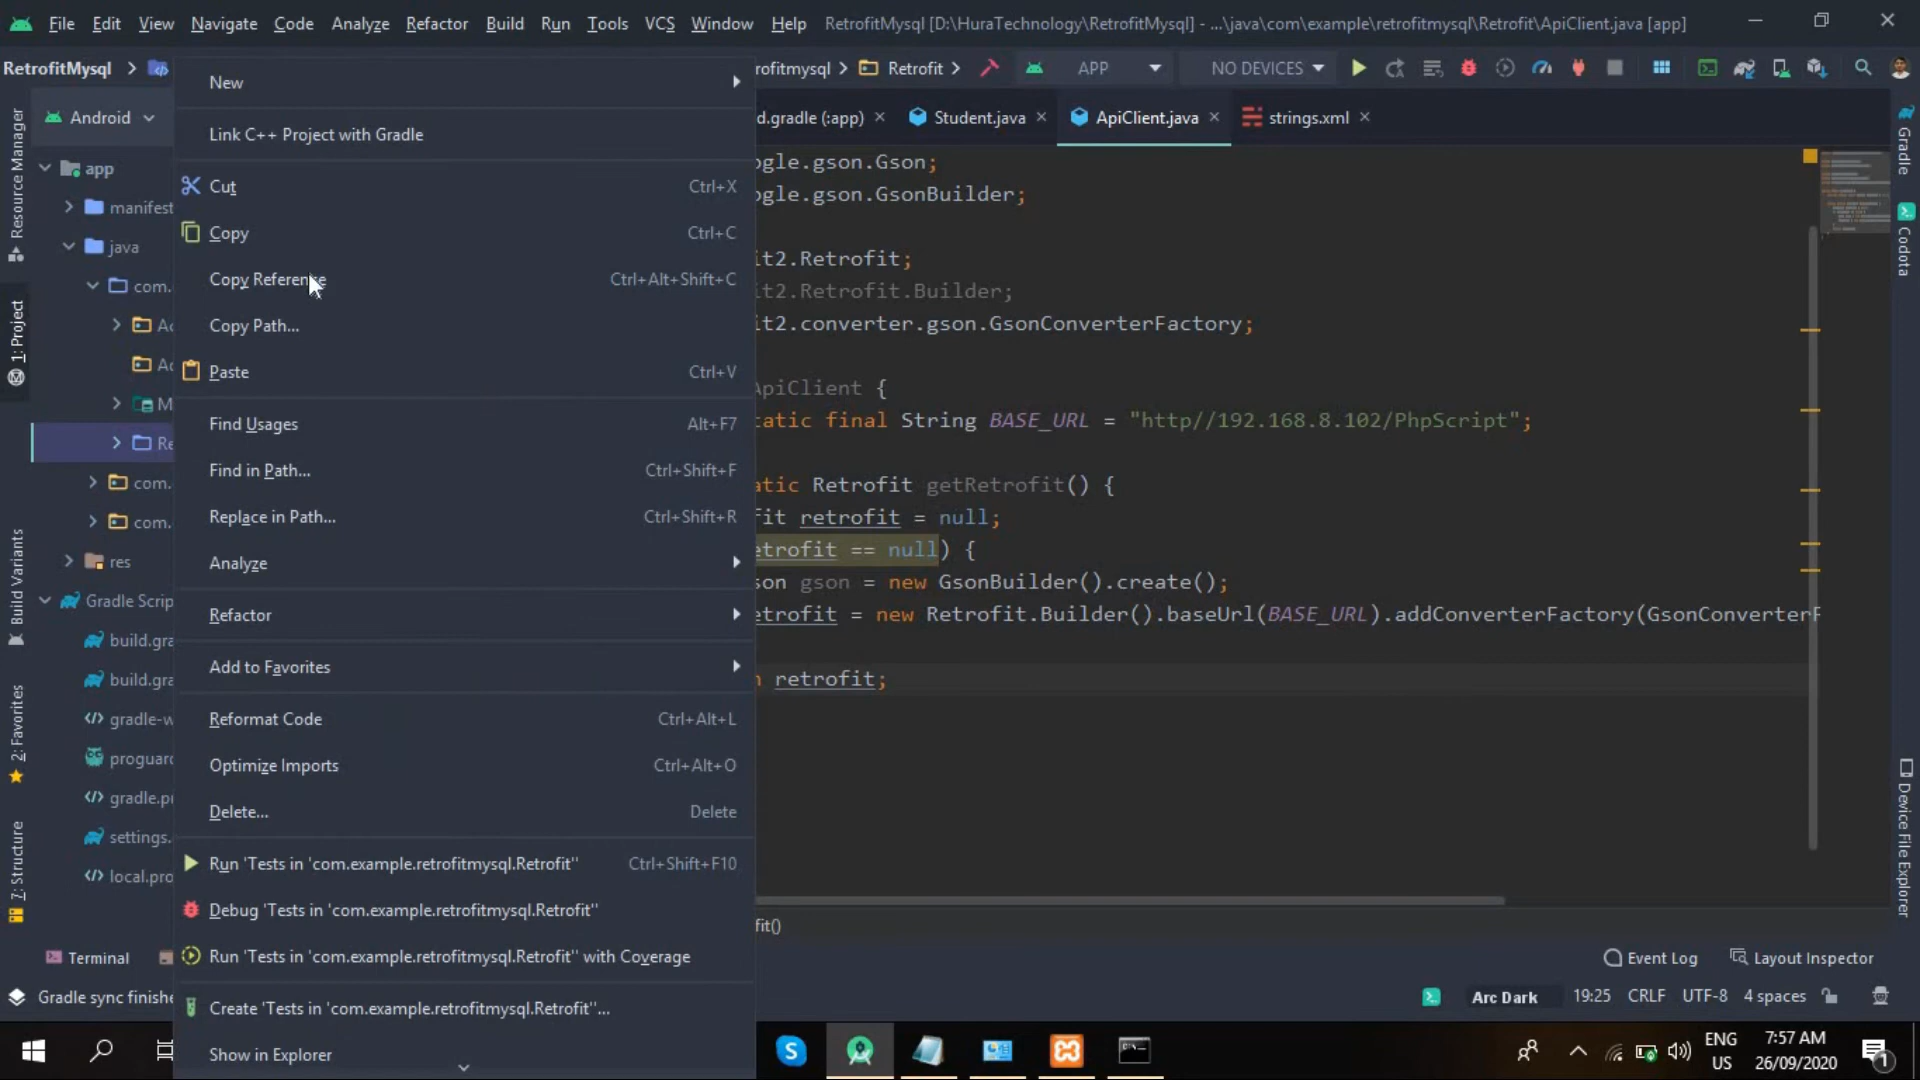 File Edit View Navigate Code Analyze Refactor Build Run Tools VCS Window Help RetrofitMysql [D:\HuraTechnology\RetrofitMysql] - ...\java\com\example\retrofitmysql\Retrofit\ApiClient.java [app]
RetrofitMysql rofitmysql Retrofit APP NO DEVICES
Android
d.gradle (:app) Student.java ApiClient.java strings.xml
app
manifest
java
com.
Ac
Ac
M
Re
com.
com.
res
Gradle Scrip
build.gra
build.gra
gradle-w
proguard
gradle.p
settings.
local.pro
Resource Manager
1: Project
Build Variants
2: Favorites
7: Structure
New
Link C++ Project with Gradle
Cut Ctrl+X
Copy Ctrl+C
Copy Reference Ctrl+Alt+Shift+C
Copy Path...
Paste Ctrl+V
Find Usages Alt+F7
Find in Path... Ctrl+Shift+F
Replace in Path... Ctrl+Shift+R
Analyze
Refactor
Add to Favorites
Reformat Code Ctrl+Alt+L
Optimize Imports Ctrl+Alt+O
Delete... Delete
Run 'Tests in 'com.example.retrofitmysql.Retrofit'' Ctrl+Shift+F10
Debug 'Tests in 'com.example.retrofitmysql.Retrofit''
Run 'Tests in 'com.example.retrofitmysql.Retrofit'' with Coverage
Create 'Tests in 'com.example.retrofitmysql.Retrofit''...
Show in Explorer
ogle.gson.Gson;
ogle.gson.GsonBuilder;
it2.Retrofit;
it2.Retrofit.Builder;
it2.converter.gson.GsonConverterFactory;
ApiClient {
tatic final String BASE_URL = "http//192.168.8.102/PhpScript";
atic Retrofit getRetrofit() {
fit retrofit = null;
etrofit == null) {
son gson = new GsonBuilder().create();
etrofit = new Retrofit.Builder().baseUrl(BASE_URL).addConverterFactory(GsonConverterF
n retrofit;
fit()
Gradle
Codota
Device File Explorer
Terminal
Event Log Layout Inspector
Gradle sync finishe
Arc Dark 19:25 CRLF UTF-8 4 spaces
ENG
US
7:57 AM
26/09/2020
1